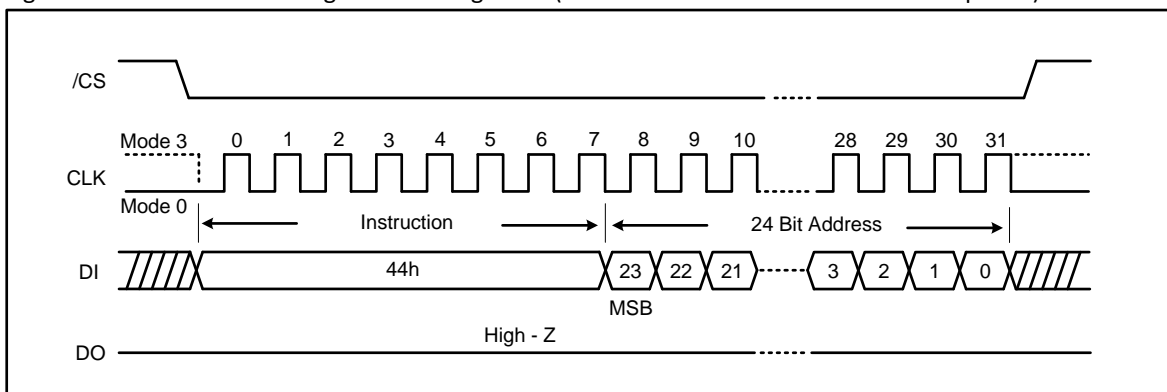 /CS
Mode 3 0 1 2 3 4 5 6 7 8 9 10 28 29 30 31
CLK
Mode 0
Instruction 24 Bit Address
DI 44h 23 22 21 3 2 1 0
MSB
High - Z
DO